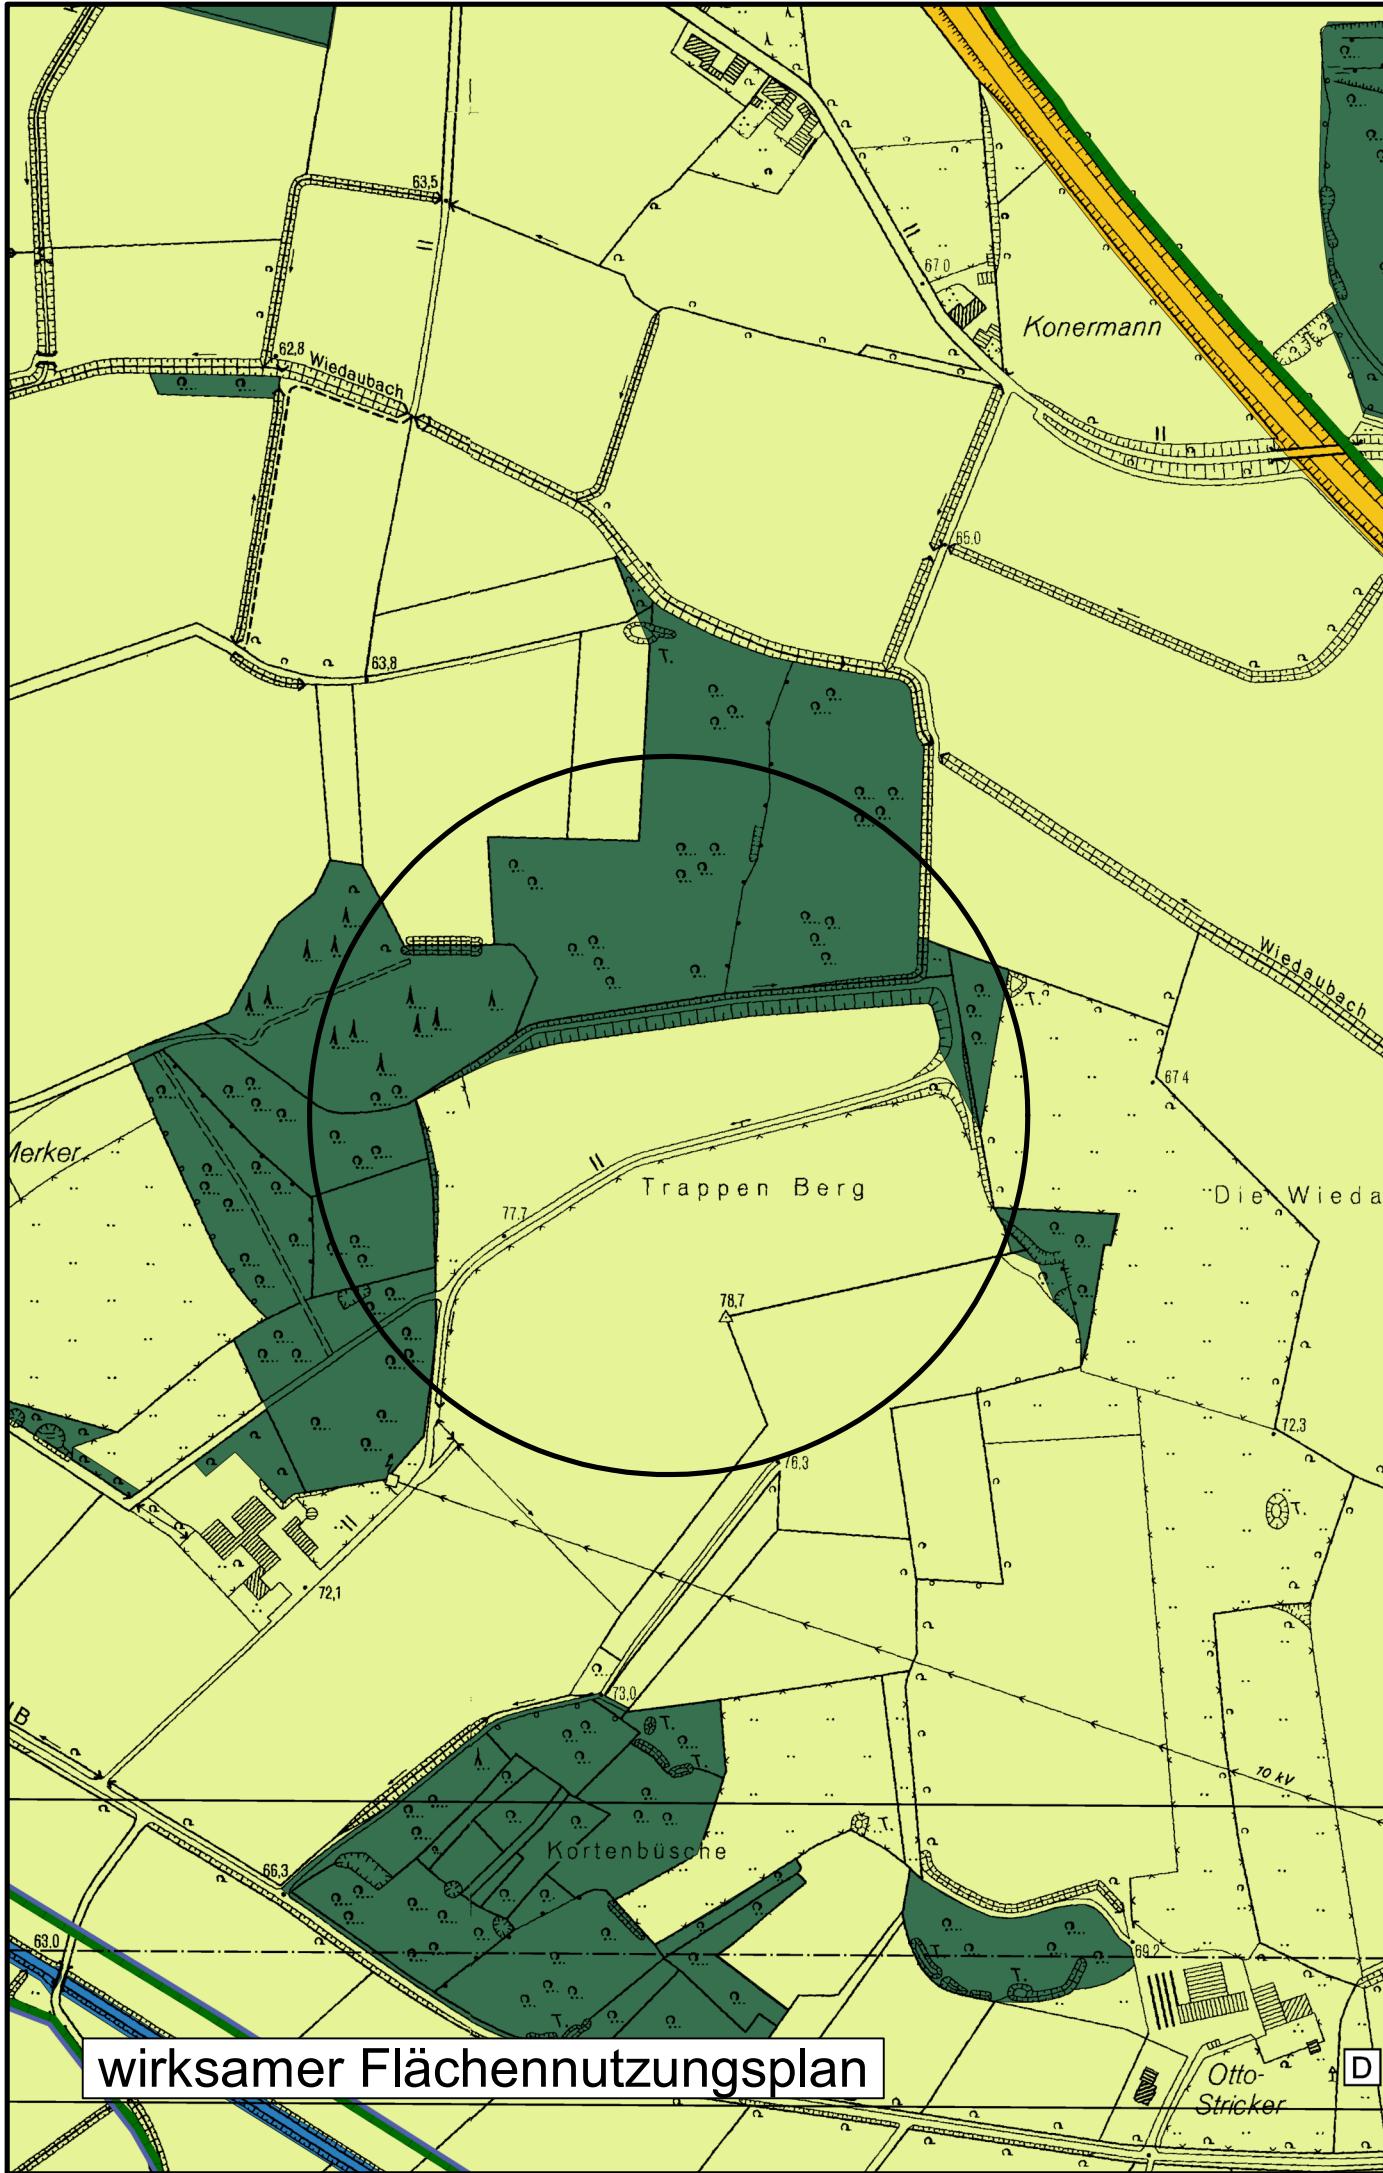 63,5
67 0
Konermann
62,8
Wiedaubach
65.0
63,8
T.
Wiedaubach
T.
67 4
Merker
Trappen Berg
Die Wieda
77.7
78,7
72,3
76,3
T.
72,1
73,0
B
T.
T.
10 kV
T.
Kortenbüsche
66,3
63.0
69,2
T.
T.
T.
wirksamer Flächennutzungsplan
Otto-
Stricker
D